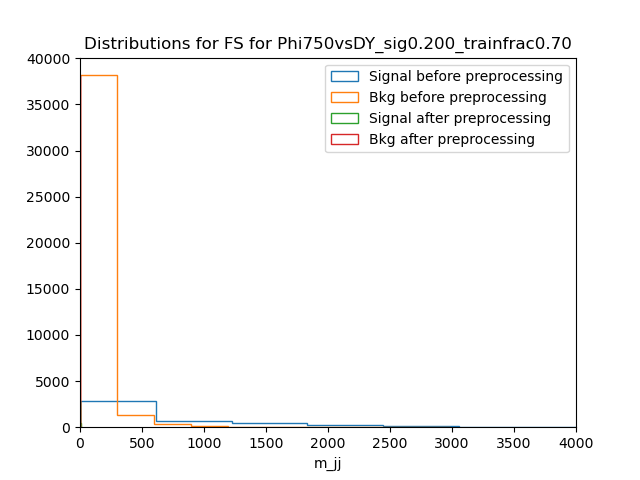 Distributions for FS for Phi750vsDY_sig0.200_trainfrac0.70
Signal before preprocessing
Bkg before preprocessing
Signal after preprocessing
Bkg after preprocessing
40000
35000
30000
25000
20000
15000
10000
5000
0
0 500 1000 1500 2000 2500 3000 3500 4000
m_jj